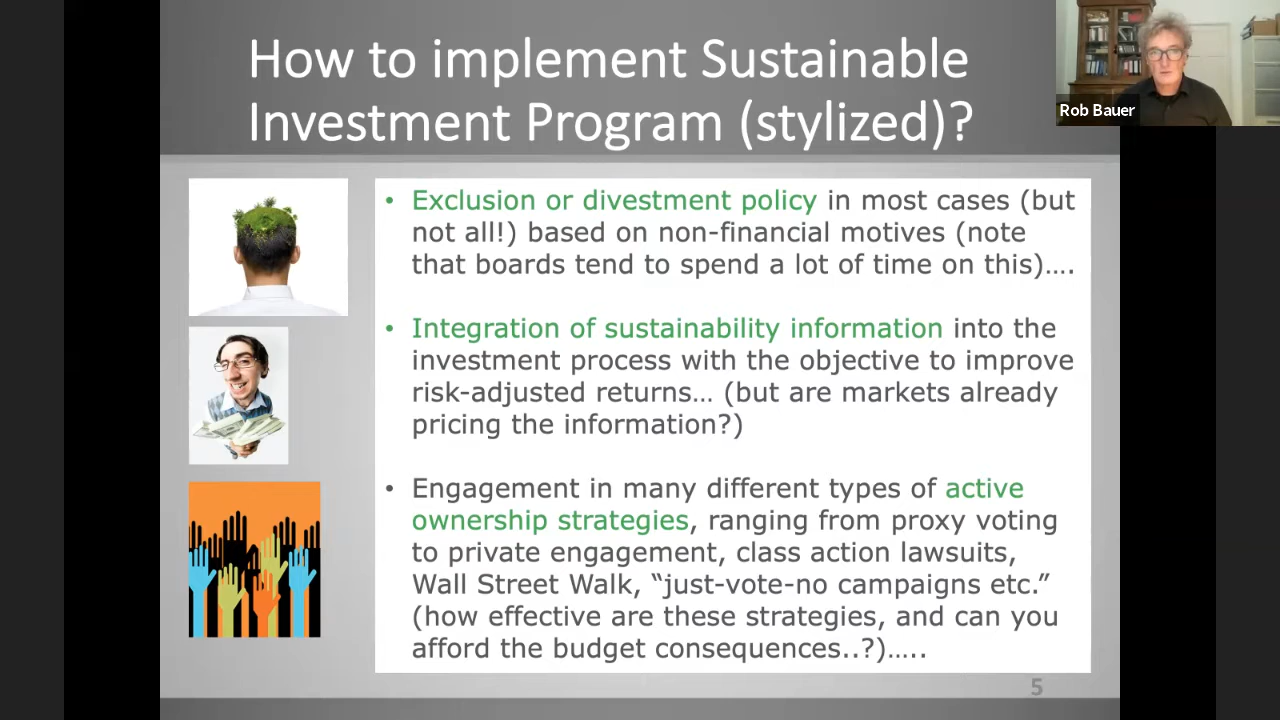 How to implement Sustainable
Investment Program (stylized)?
Rob Bauer
• Exclusion or divestment policy in most cases (but
not all!) based on non-financial motives (note
that boards tend to spend a lot of time on this)….
• Integration of sustainability information into the
investment process with the objective to improve
risk-adjusted returns… (but are markets already
pricing the information?)
• Engagement in many different types of active
ownership strategies, ranging from proxy voting
to private engagement, class action lawsuits,
Wall Street Walk, “just-vote-no campaigns etc.”
(how effective are these strategies, and can you
afford the budget consequences..?)…..
5